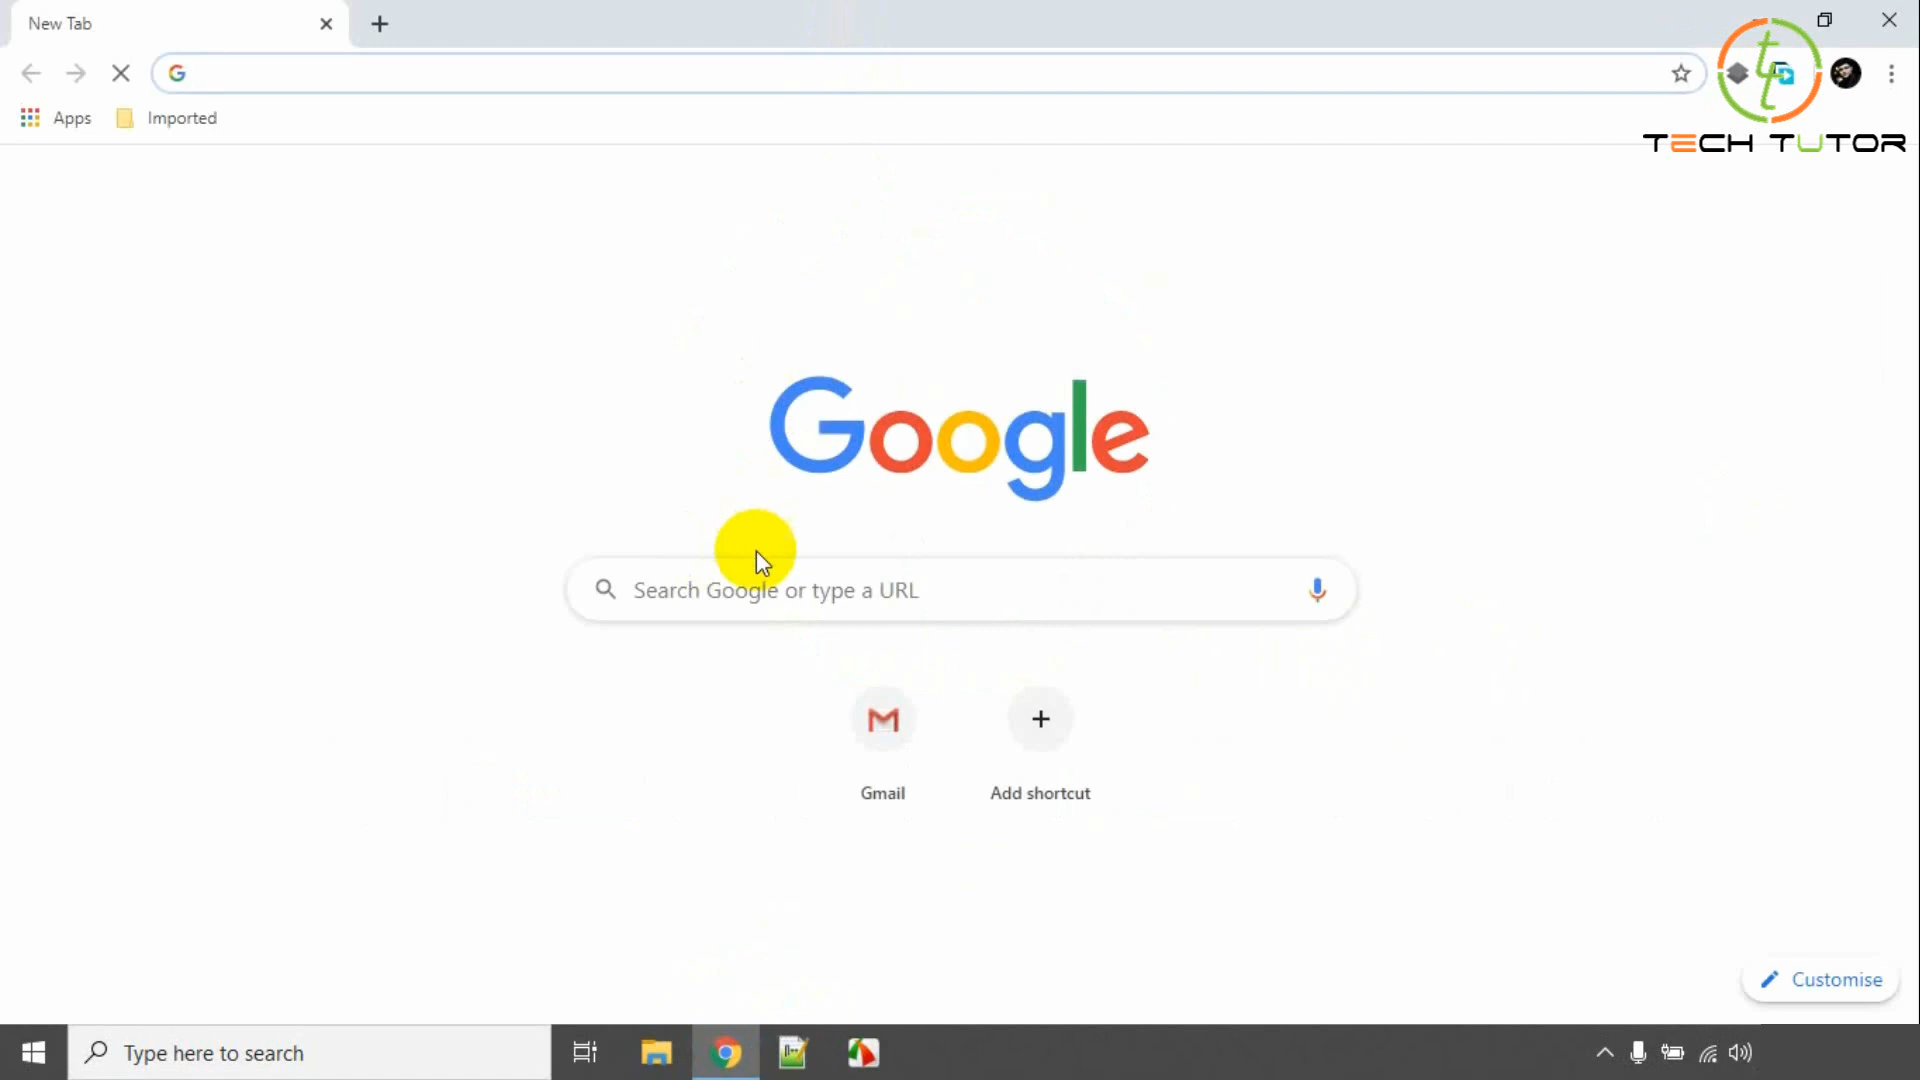 New Tab
Apps
Imported
TECH TUTOR
Google
Search Google or type a URL
Gmail
Add shortcut
Customise
Type here to search